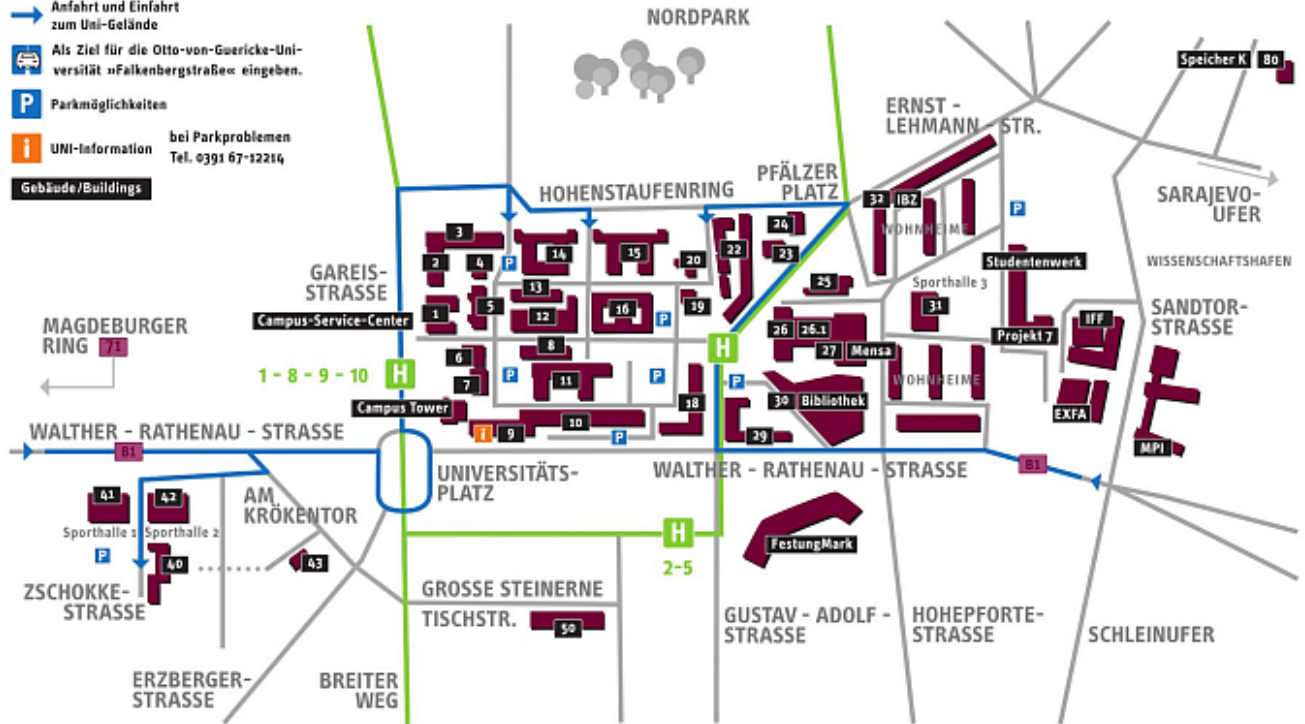 Anfahrt und Einfahrt
zum Uni-Gelände
Als Ziel für die Otto-von-Guericke-Uni-
versität »Falkenbergstraße« eingeben.
P Parkmöglichkeiten
i UNI-Information
bei Parkproblemen
Tel. 0391 67-12214
Gebäude/Buildings
NORDPARK
Speicher K 80
ERNST -
LEHMANN - STR.
PFÄLZER
PLATZ
HOHENSTAUFENRING
32 IBZ
SARAJEVO-
UFER
P
WOHNHEIME
24
3
14
15
22
23
2
4
P
20
GAREIS-
STRASSE
Studentenwerk
WISSENSCHAFTSHAFEN
Sporthalle 3
25
13
5
16
19
31
SANDTOR-
STRASSE
1
12
P
Campus-Service-Center
IFF
MAGDEBURGER
RING 71
26
26.1
Projekt 7
H
27 Mensa
8
6
1 - 8 - 9 - 10
H
7
11
P
P
P
WOHNHEIME
Campus Tower
18
30 Bibliothek
EXFA
10
i 9
P
29
WALTHER - RATHENAU - STRASSE
B1
MPI
UNIVERSITÄTS-
PLATZ
WALTHER - RATHENAU - STRASSE
B1
41
42
AM
KRÖKENTOR
Sporthalle 1
Sporthalle 2
P
40
43
H
2-5
FestungMark
ZSCHOKKE-
STRASSE
GROSSE STEINERNE
TISCHSTR.
50
GUSTAV - ADOLF -
STRASSE
HOHEPFORTE-
STRASSE
SCHLEINUFER
ERZBERGER-
STRASSE
BREITER
WEG